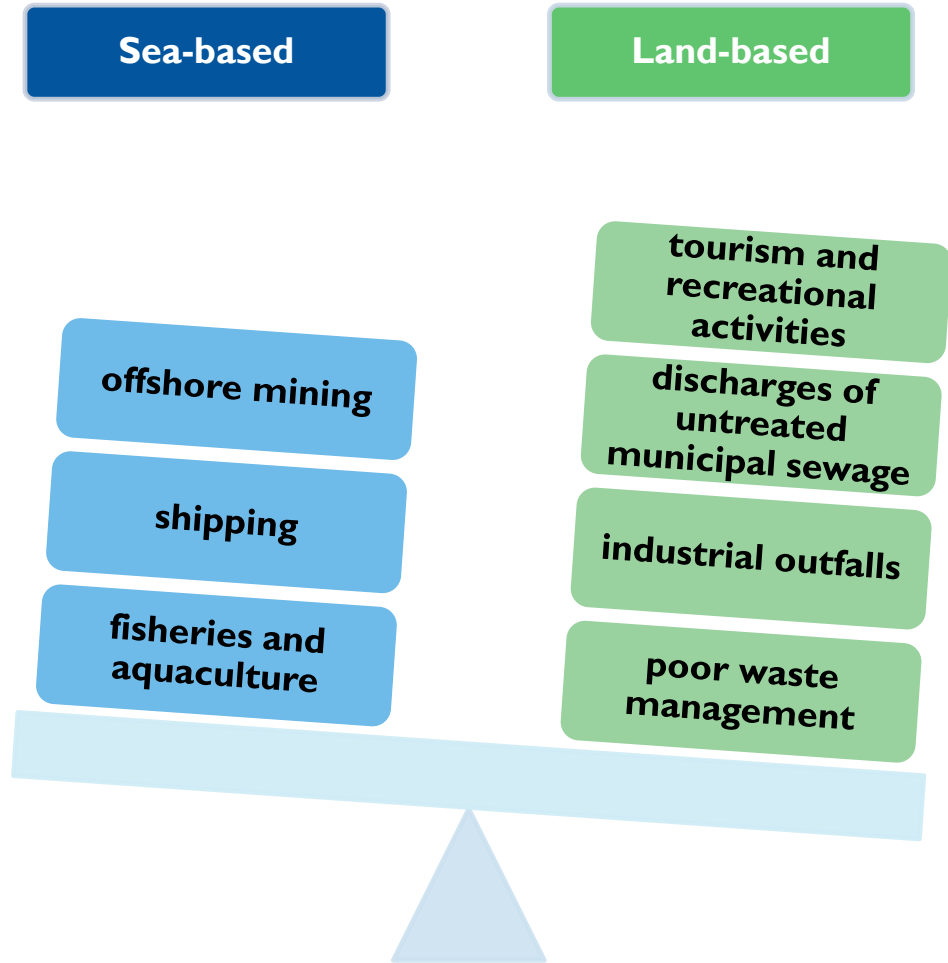 Sea-based
Land-based
offshore mining
shipping
fisheries and
aquaculture
tourism and
recreational
activities
discharges of
untreated
municipal sewage
industrial outfalls
poor waste
management